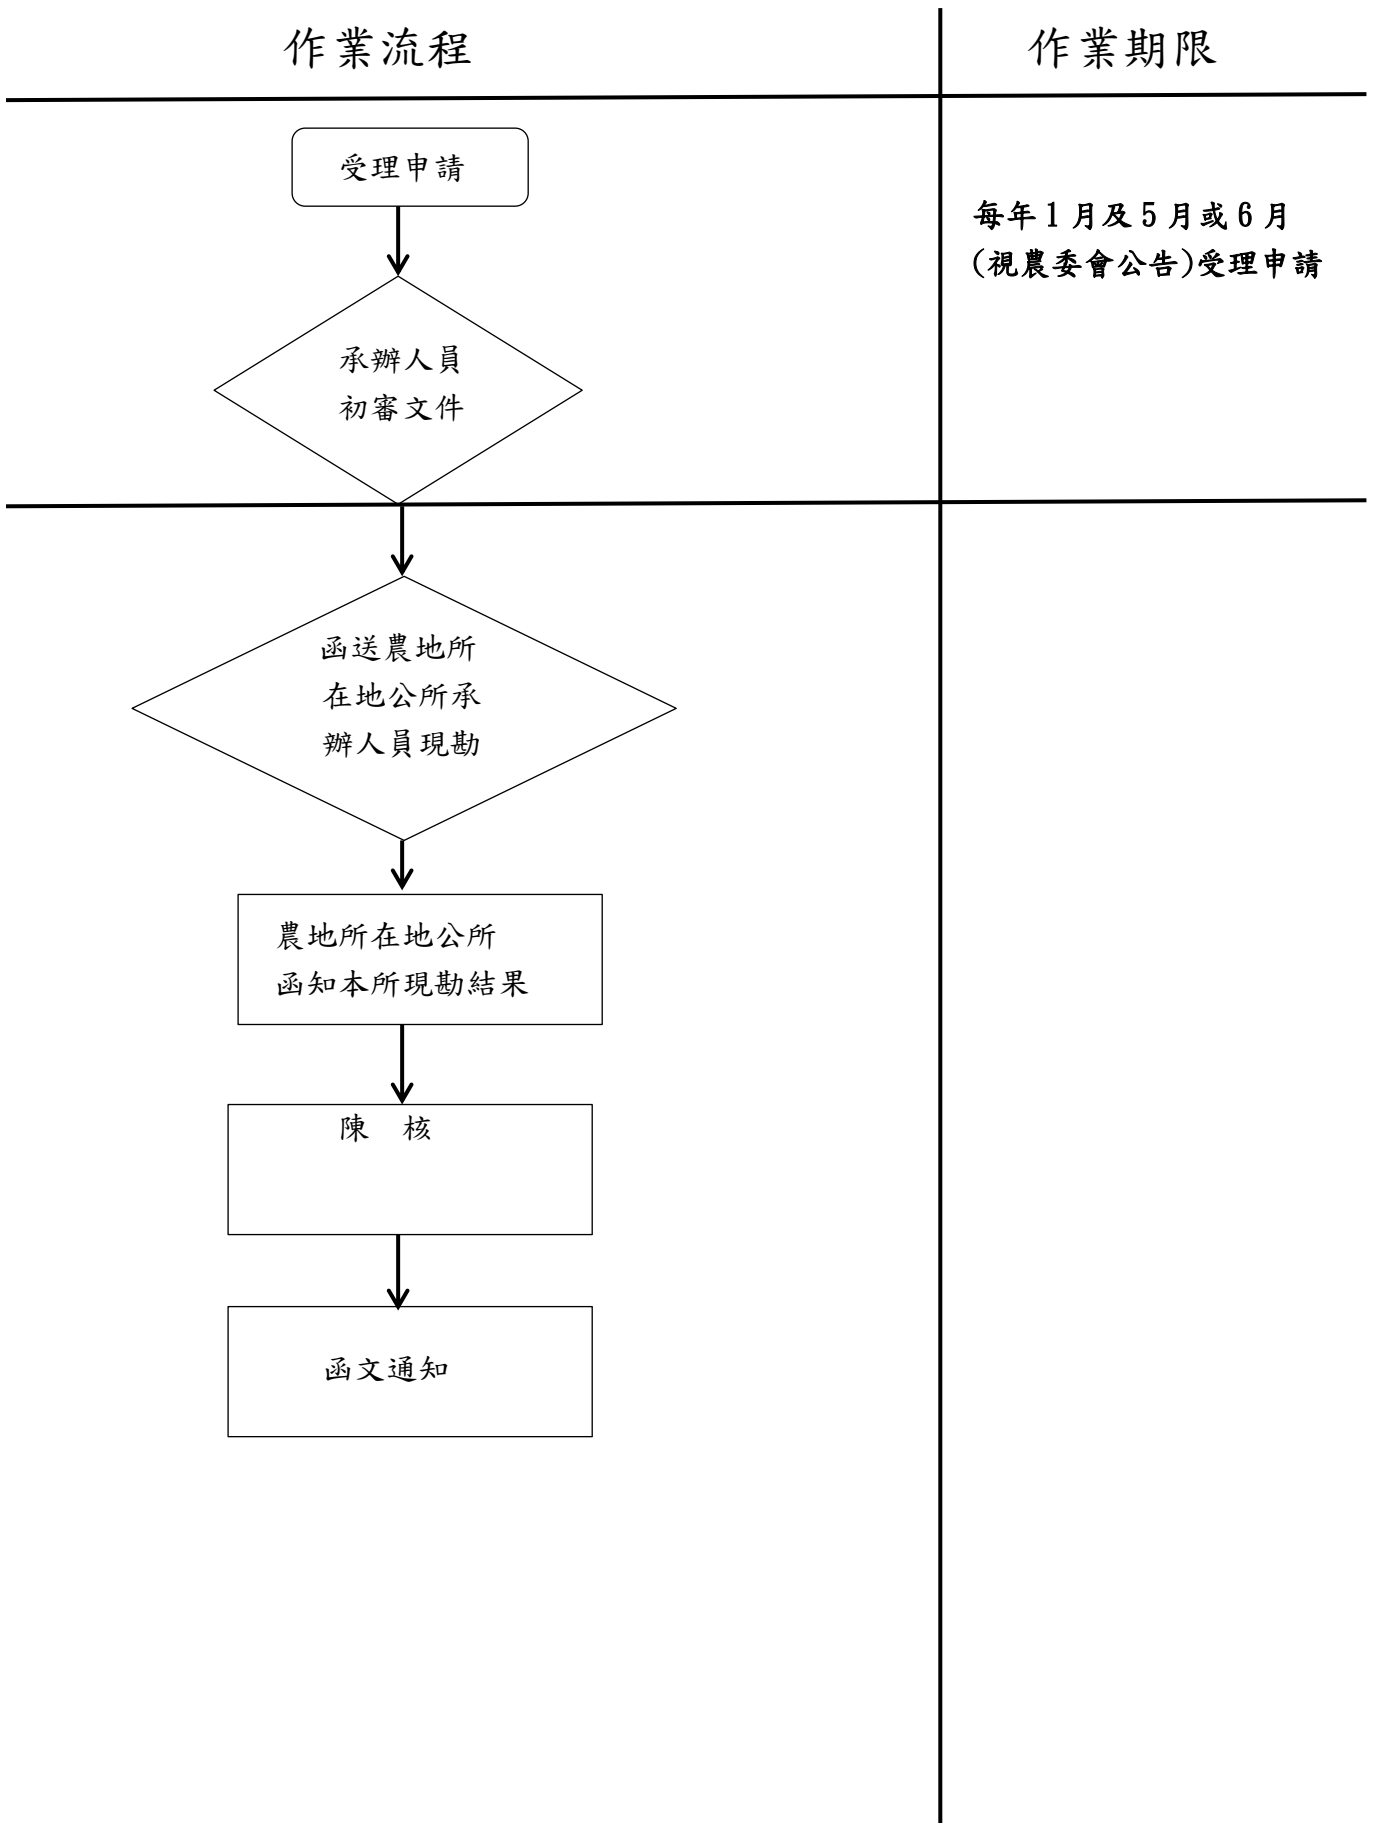 作業流程
作業期限
受理申請
每年1月及5月或6月
(視農委會公告)受理申請
承辦人員
初審文件
函送農地所
在地公所承
辦人員現勘
農地所在地公所
函知本所現勘結果
陳　核
函文通知